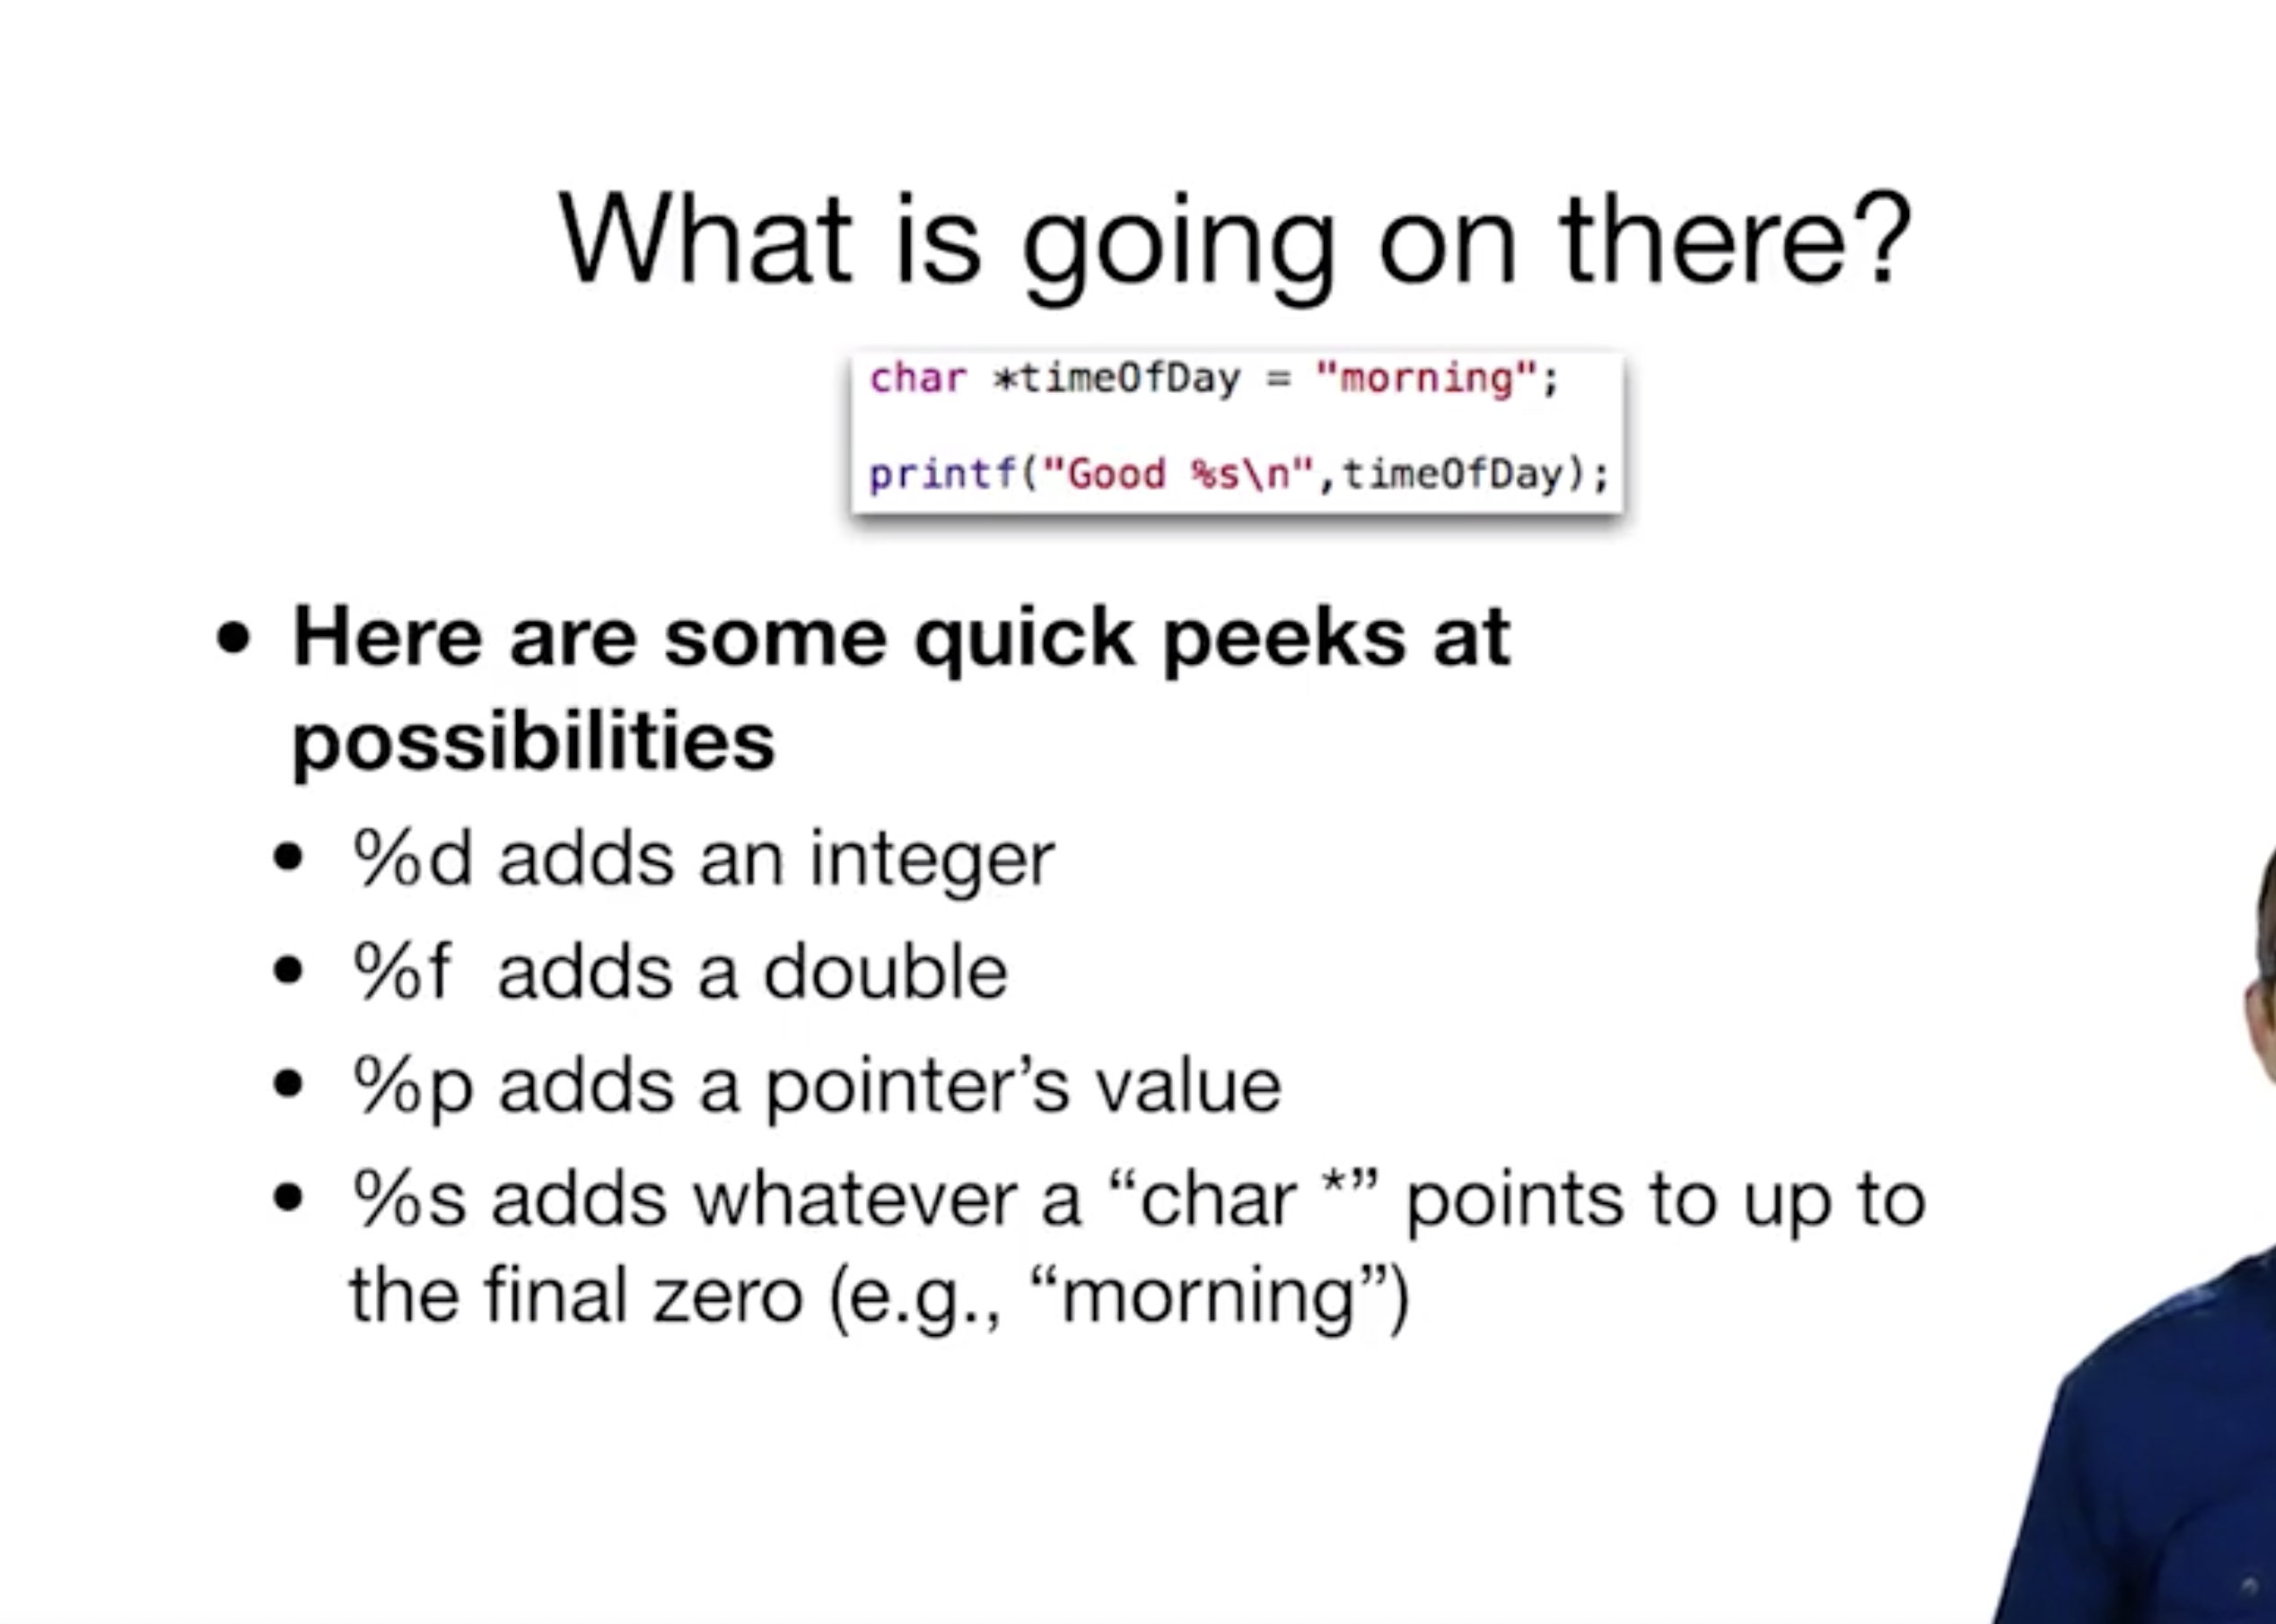 What is going on there?
char *timeOfDay = "morning";
printf("Good %s\n",timeOfDay);
• Here are some quick peeks at
possibilities
• %d adds an integer
• %f  adds a double
• %p adds a pointer’s value
• %s adds whatever a “char *” points to up to
the final zero (e.g., “morning”)